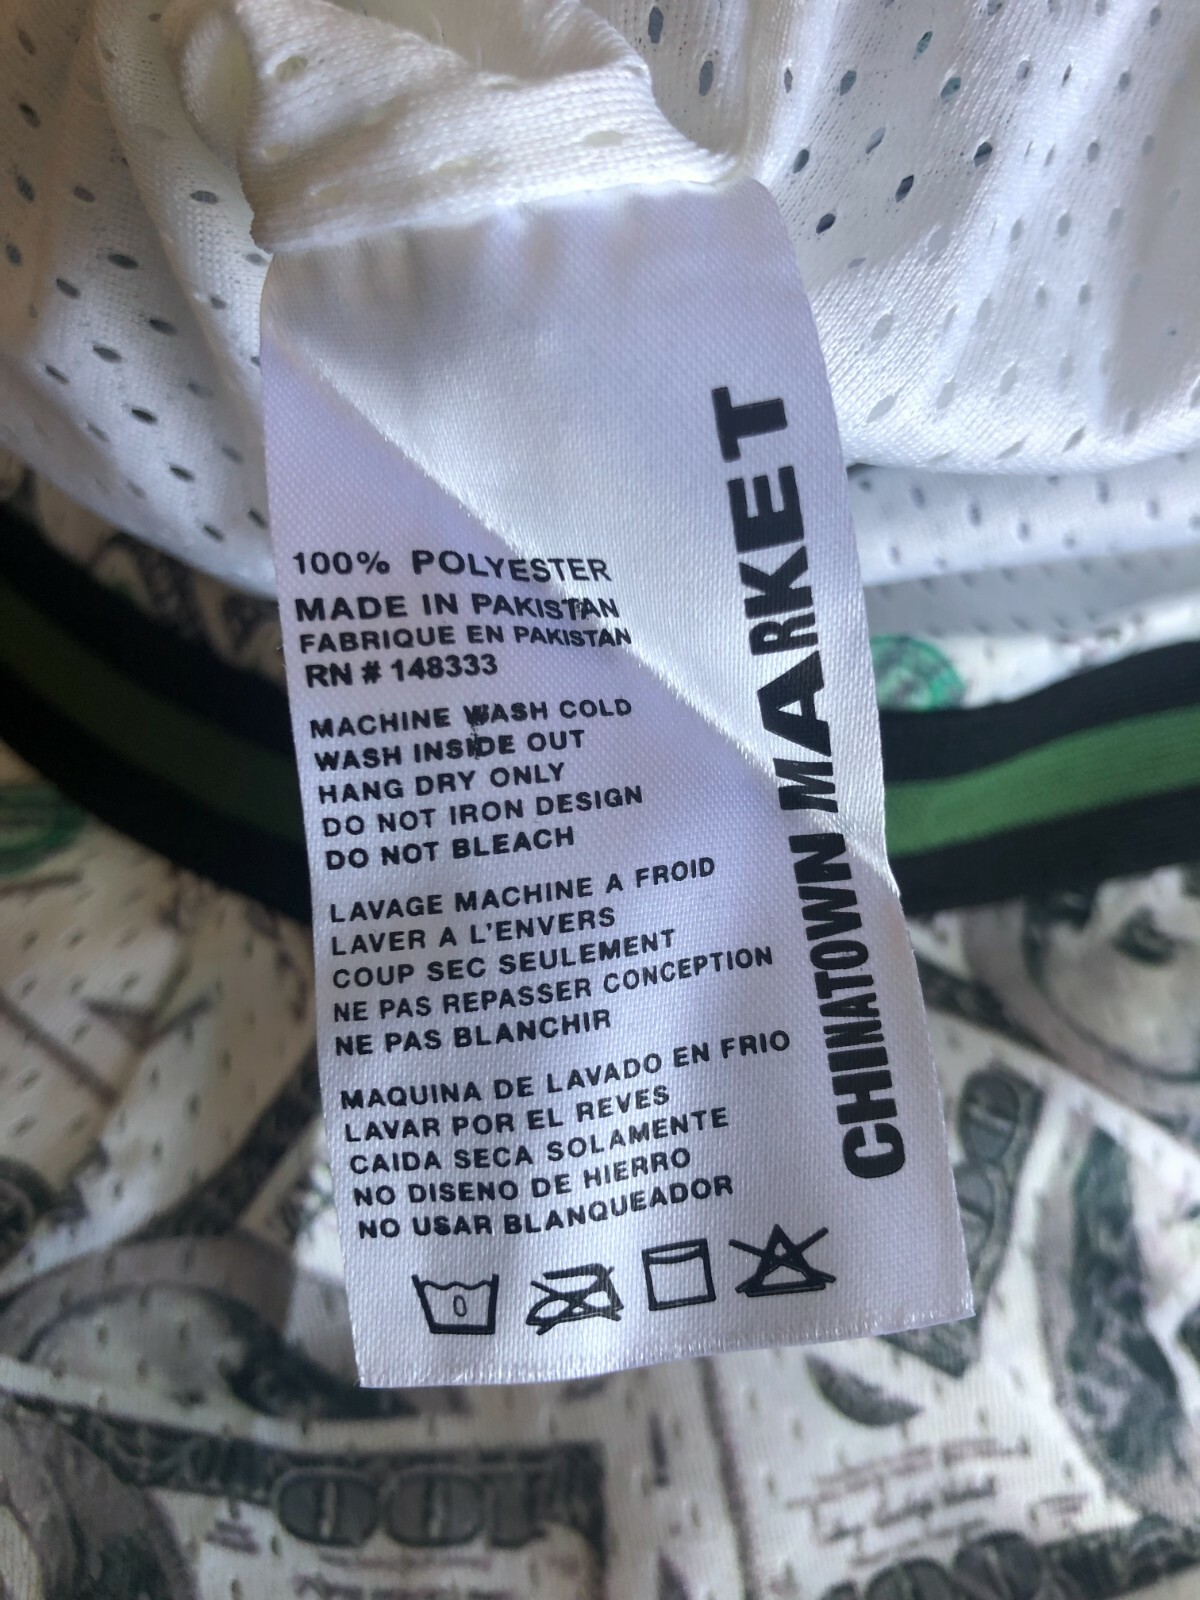 100% POLYESTER
MADE IN PAKISTAN
FABRIQUE EN PAKISTAN
RN # 148333
MACHINE WASH COLD
WASH INSIDE OUT
HANG DRY ONLY
DO NOT IRON DESIGN
DO NOT BLEACH
LAVAGE MACHINE A FROID
LAVER A L'ENVERS
COUP SEC SEULEMENT
NE PAS REPASSER CONCEPTION
NE PAS BLANCHIR
MAQUINA DE LAVADO EN FRIO
LAVAR POR EL REVES
CAIDA SECA SOLAMENTE
NO DISENO DE HIERRO
NO USAR BLANQUEADOR
0
CHINATOWN MARKET
100